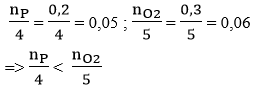 n_P/4 = 0,2/4 = 0,05 ; n_O2/5 = 0,3/5 = 0,06
=> n_P/4 < n_O2/5